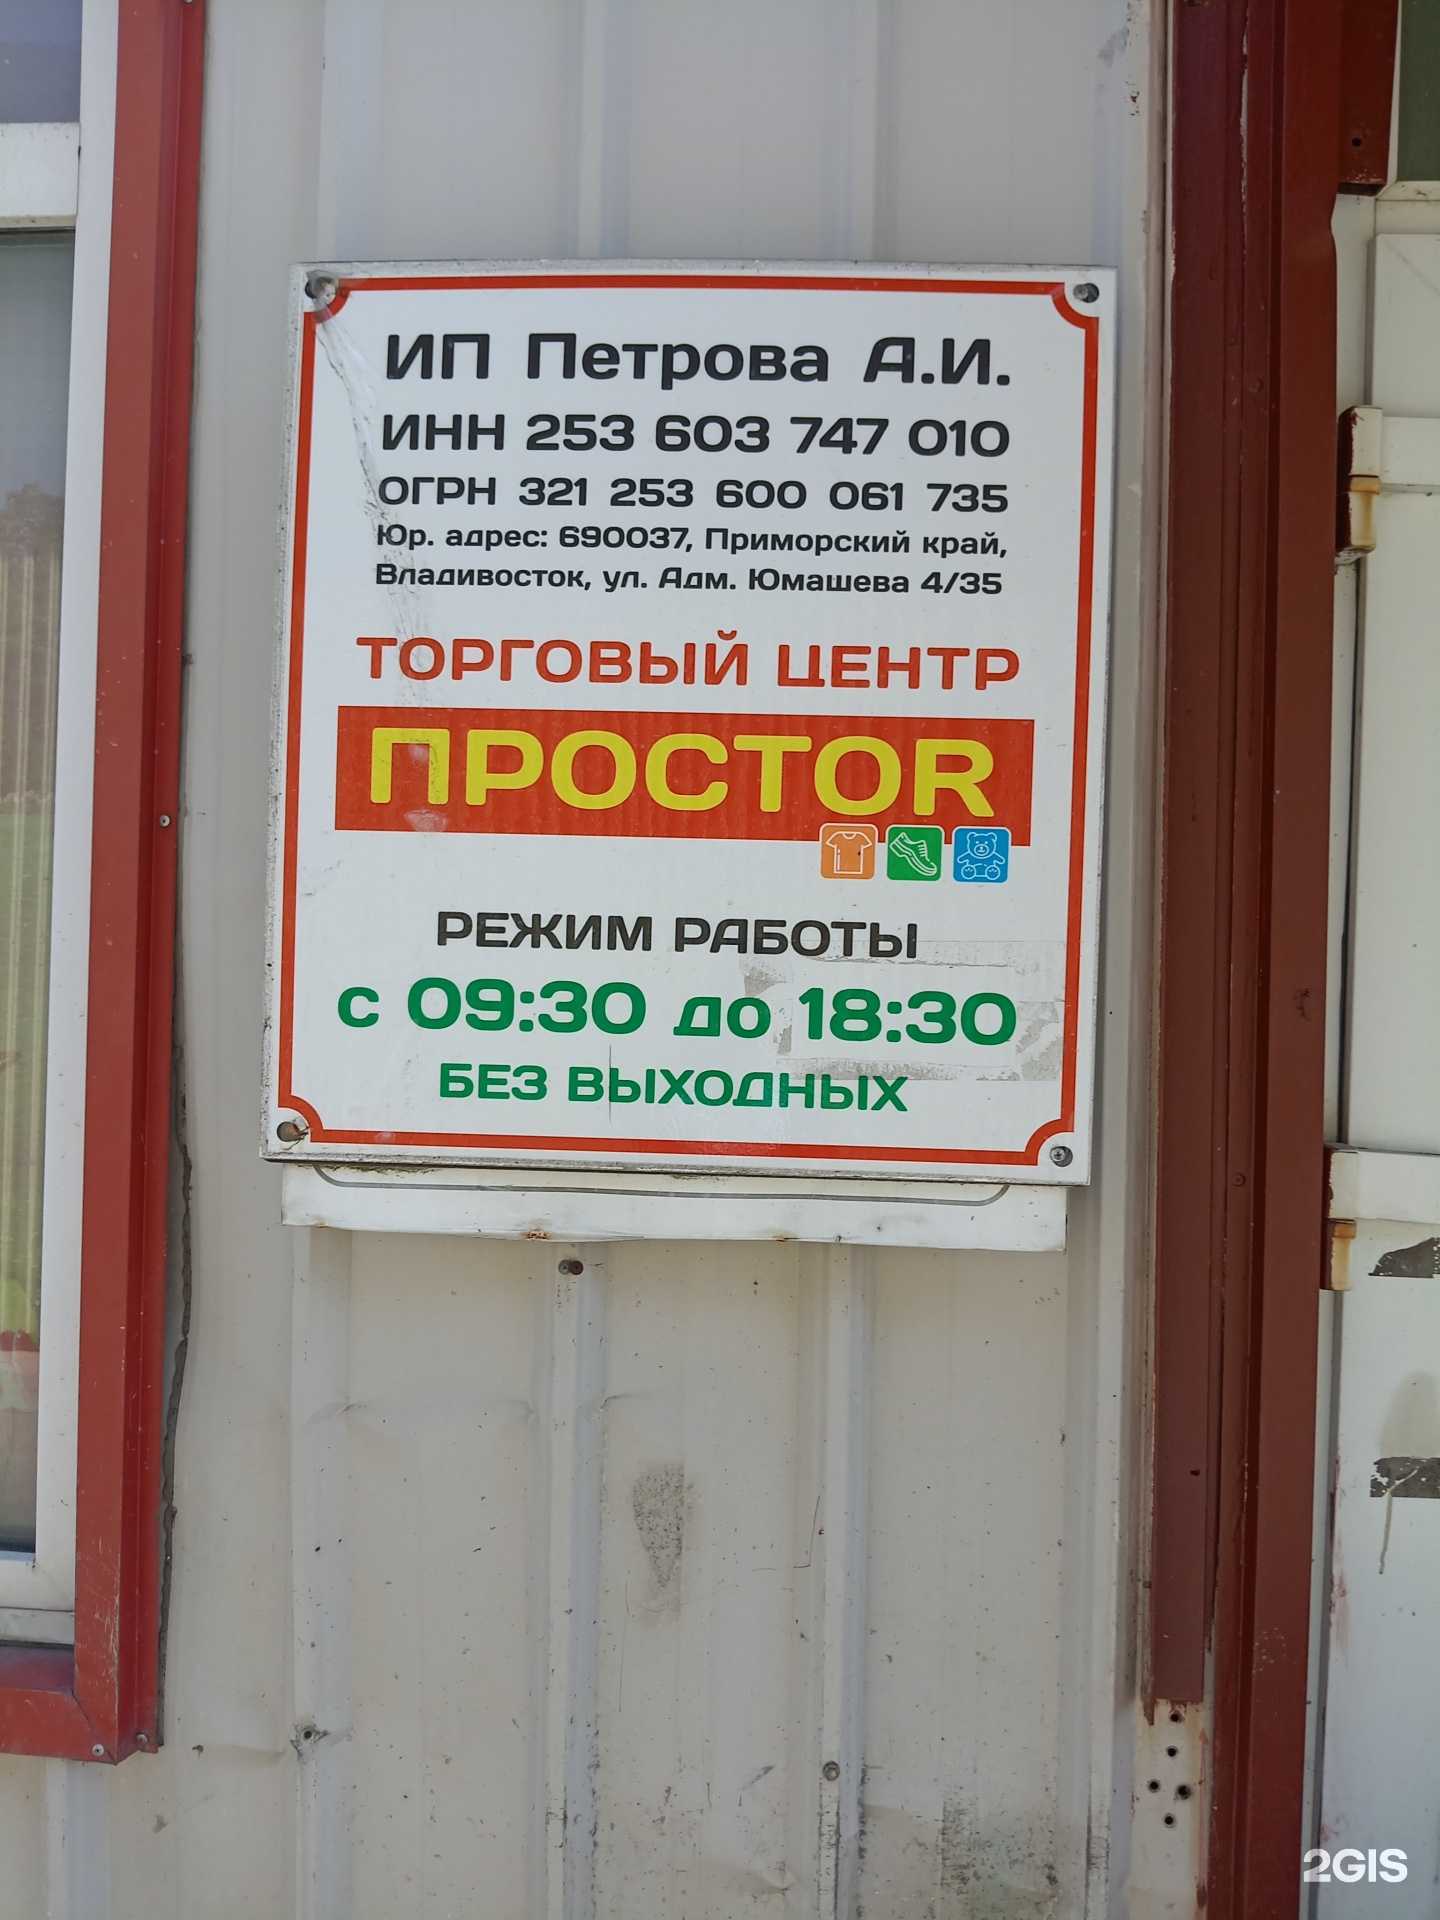 ИП Петрова А.И.
ИНН 253 603 747 010
ОГРН 321 253 600 061 735
Юр. адрес: 690037, Приморский край,
Владивосток, ул. Адм. Юмашева 4/35
ТОРГОВЫЙ ЦЕНТР
ПРОСТОR
РЕЖИМ РАБОТЫ
с 09:30 до 18:30
БЕЗ ВЫХОДНЫХ
2GIS